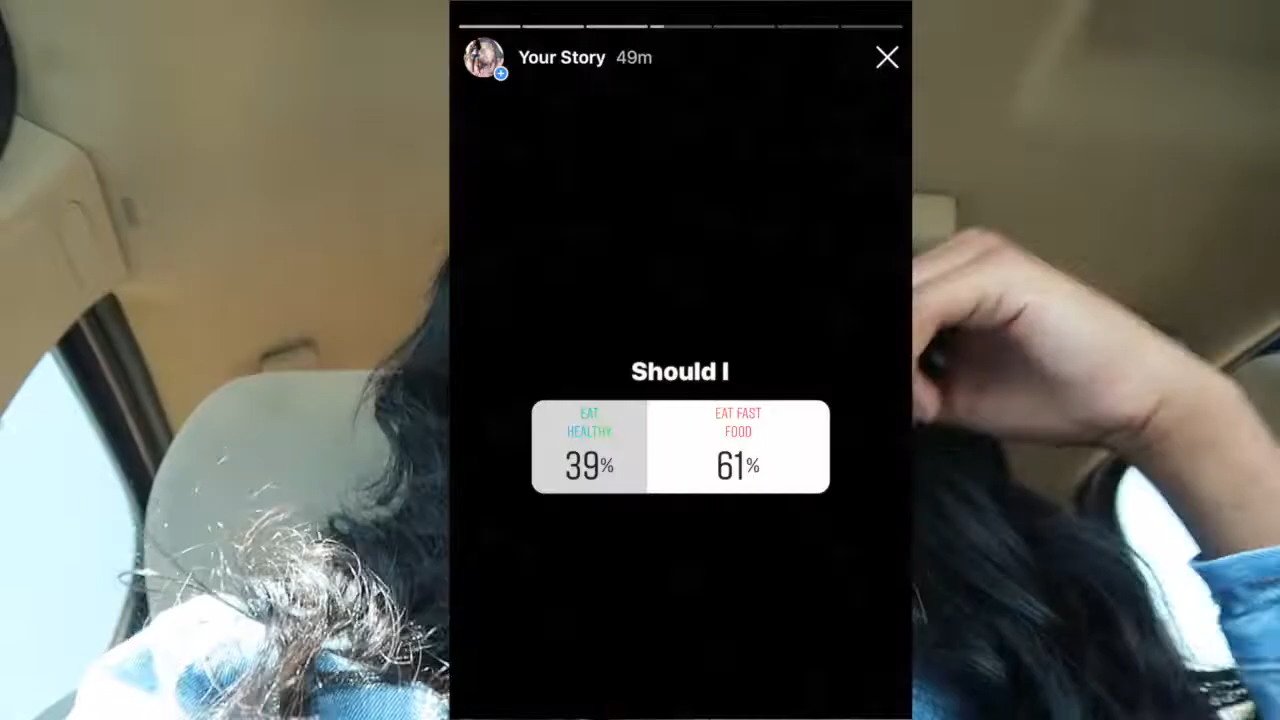 Your Story 49m
Should I
EAT
HEALTHY
39%
EAT FAST
FOOD
61%